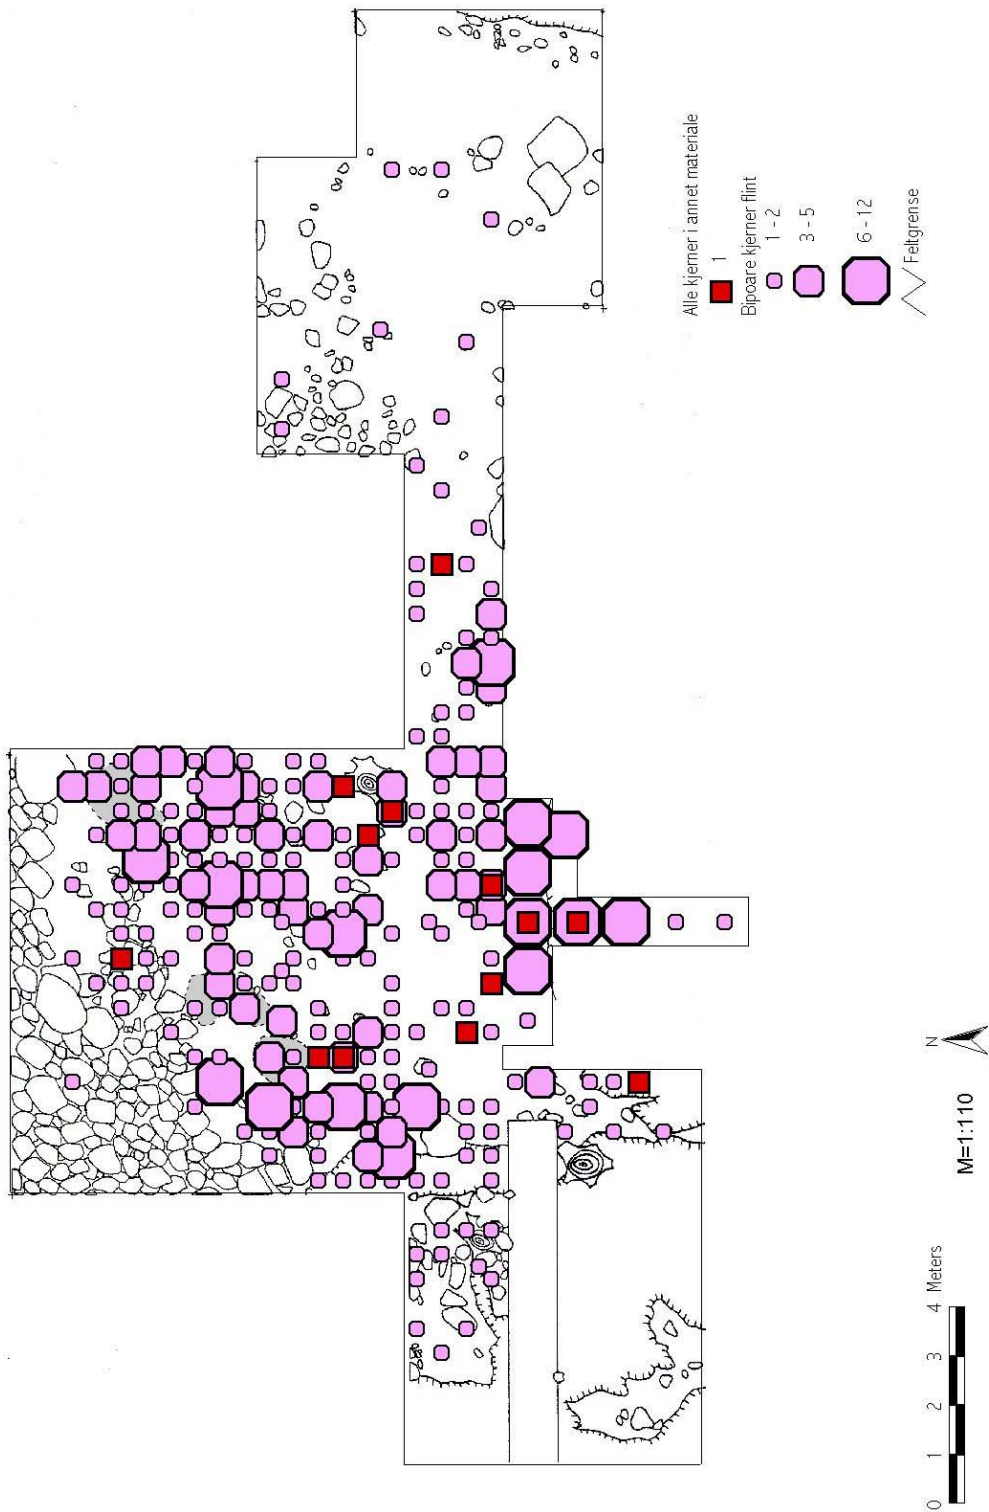 Alle kjerner i annet materiale
1
Bipoare kjerner flint
1 - 2
3 - 5
6 - 12
Feltgrense
N
M=1:110
0 1 2 3 4 Meters